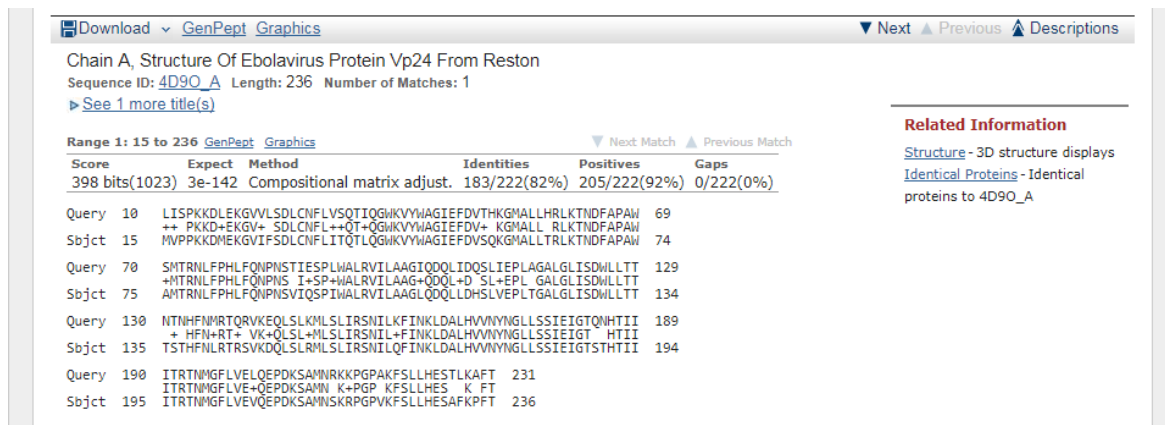 Download GenPept Graphics Next Previous Descriptions
Chain A, Structure Of Ebolavirus Protein Vp24 From Reston
Sequence ID: 4D9O_A Length: 236 Number of Matches: 1
See 1 more title(s)
Range 1: 15 to 236 GenPept Graphics Next Match Previous Match
Score Expect Method Identities Positives Gaps
398 bits(1023) 3e-142 Compositional matrix adjust. 183/222(82%) 205/222(92%) 0/222(0%)
Query 10 LISPKKDLEKGVVLSDLCNFLVSQTIQGWKVYWAGIEFDVTHKGMALLHRLKTNDFAPAW 69
++ PKKD+EKGV+ SDLCNFL++QT+QGWKVYWAGIEFDV+ KGMALL RLKTNDFAPAW
Sbjct 15 MVPPKKDMEKGVIFSDLCNFLITQTLQGWKVYWAGIEFDVSQKGMALLTRLKTNDFAPAW 74
Query 70 SMTRNLFPHLFQNPNSTIESPLWALRVILAAGIQDQLIDQSLIEPLAGALGLISDWLLTT 129
+MTRNLFPHLFQNPNS I+SP+WALRVILAAG+QDQL+D SL+EPL GALGLISDWLLTT
Sbjct 75 AMTRNLFPHLFQNPNSVIQSPIWALRVILAAGLQDQLLDHSLVEPLTGALGLISDWLLTT 134
Query 130 NTNHFNMRTQRVKEQLSLKMLSLIRSNILKFINKLDALHVVNYNGLLSSIEIGTQNHTII 189
+ HFN+RT+ VK+QLSL+MLSLIRSNIL+FINKLDALHVVNYNGLLSSIEIGT HTII
Sbjct 135 TSTHFNLRTRSVKDQLSLRMLSLIRSNILQFINKLDALHVVNYNGLLSSIEIGTSTHTII 194
Query 190 ITRTNMGFLVELQEPDKSAMNRKKPGPAKFSLLHESTLKAFT 231
ITRTNMGFLVE+QEPDKSAMN K+PGP KFSLLHES K FT
Sbjct 195 ITRTNMGFLVEVQEPDKSAMNSKRPGPVKFSLLHESAFKPFT 236
Related Information
Structure - 3D structure displays
Identical Proteins - Identical
proteins to 4D9O_A